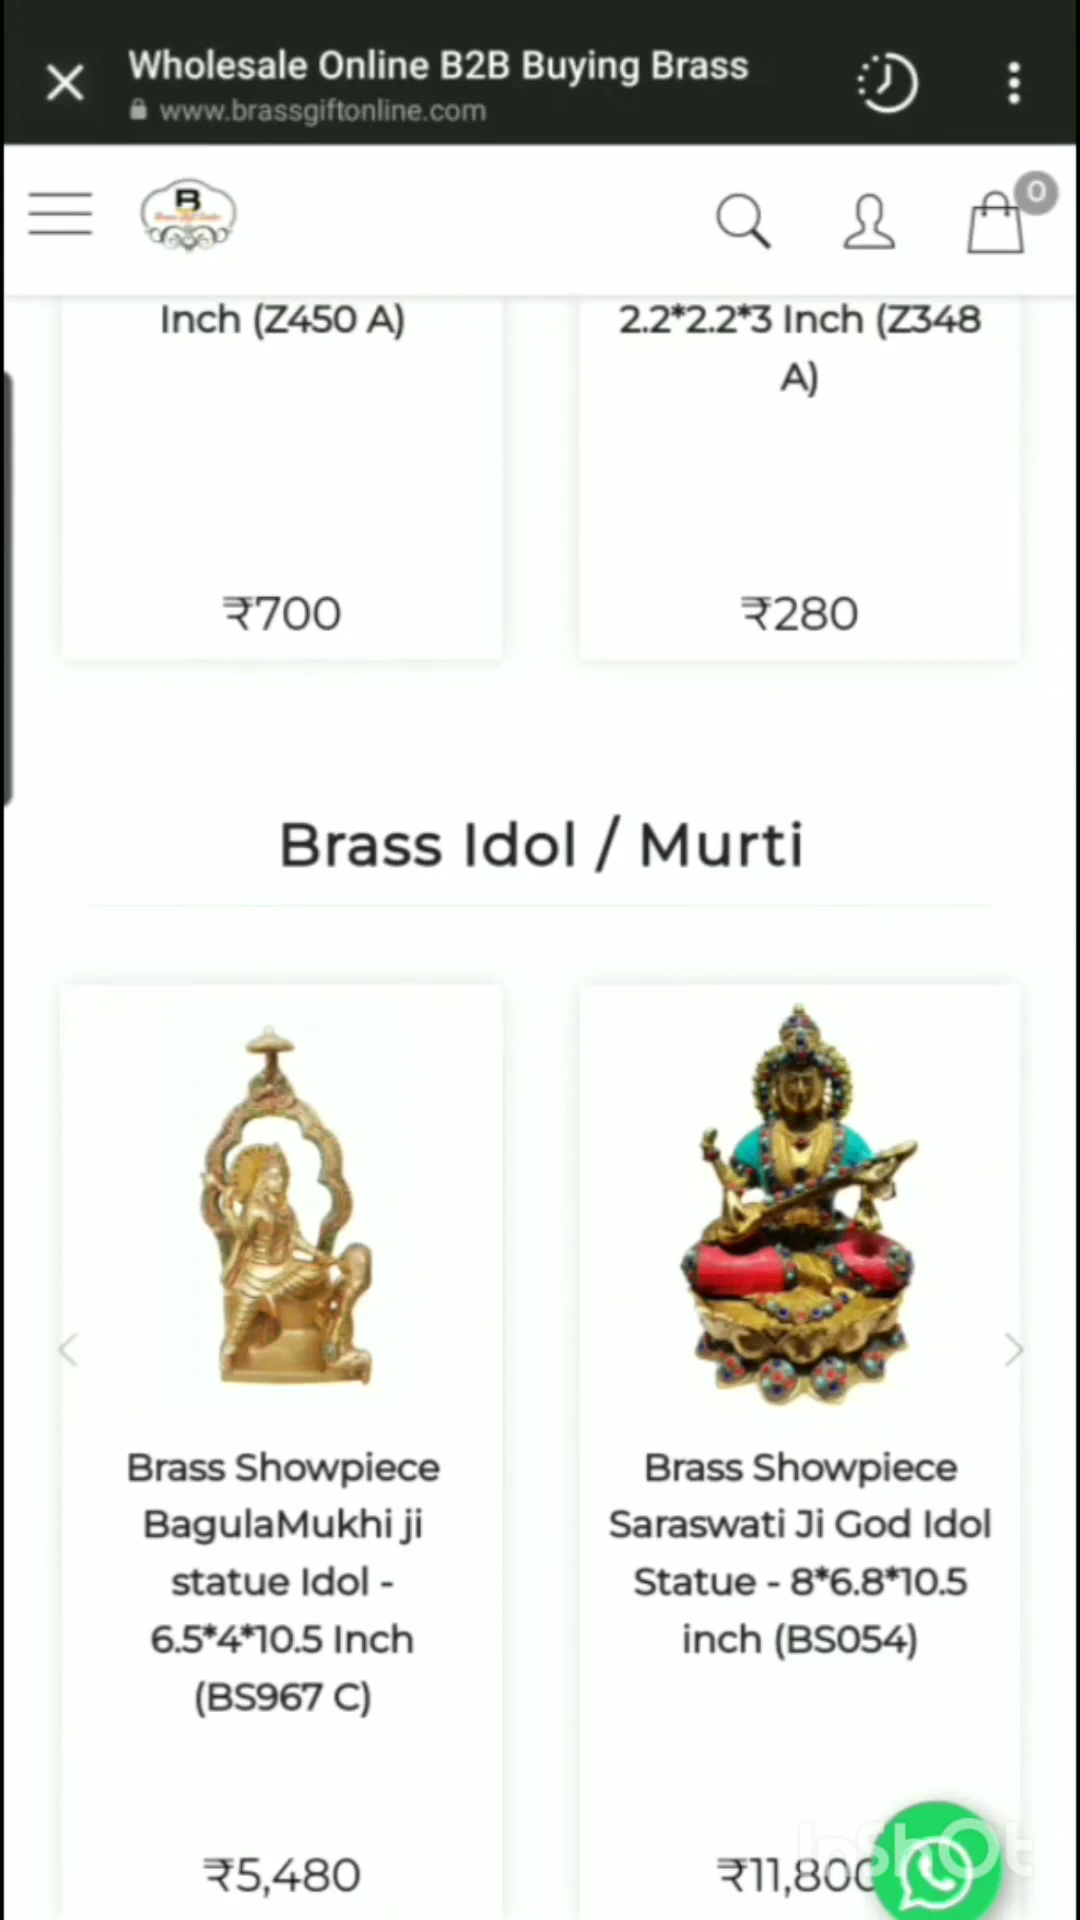 Wholesale Online B2B Buying Brass
www.brassgiftonline.com
B
0
Inch (Z450 A)
2.2*2.2*3 Inch (Z348
A)
₹700
₹280
Brass Idol / Murti
Brass Showpiece
BagulaMukhi ji
statue Idol -
6.5*4*10.5 Inch
(BS967 C)
Brass Showpiece
Saraswati Ji God Idol
Statue - 8*6.8*10.5
inch (BS054)
₹5,480
₹11,800
InShOt